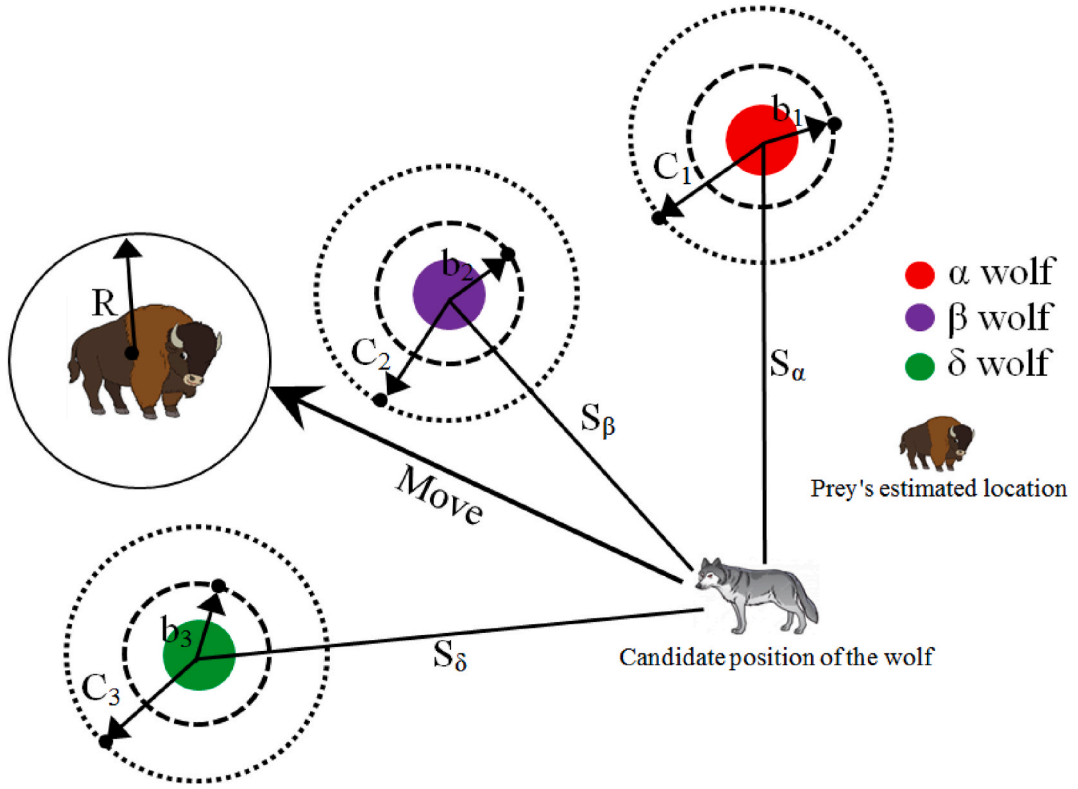 b₁
C₁
b₂
C₂
R
α wolf
β wolf
δ wolf
Sα
Sᵦ
Move
Prey's estimated location
b₃
C₃
Sδ
Candidate position of the wolf